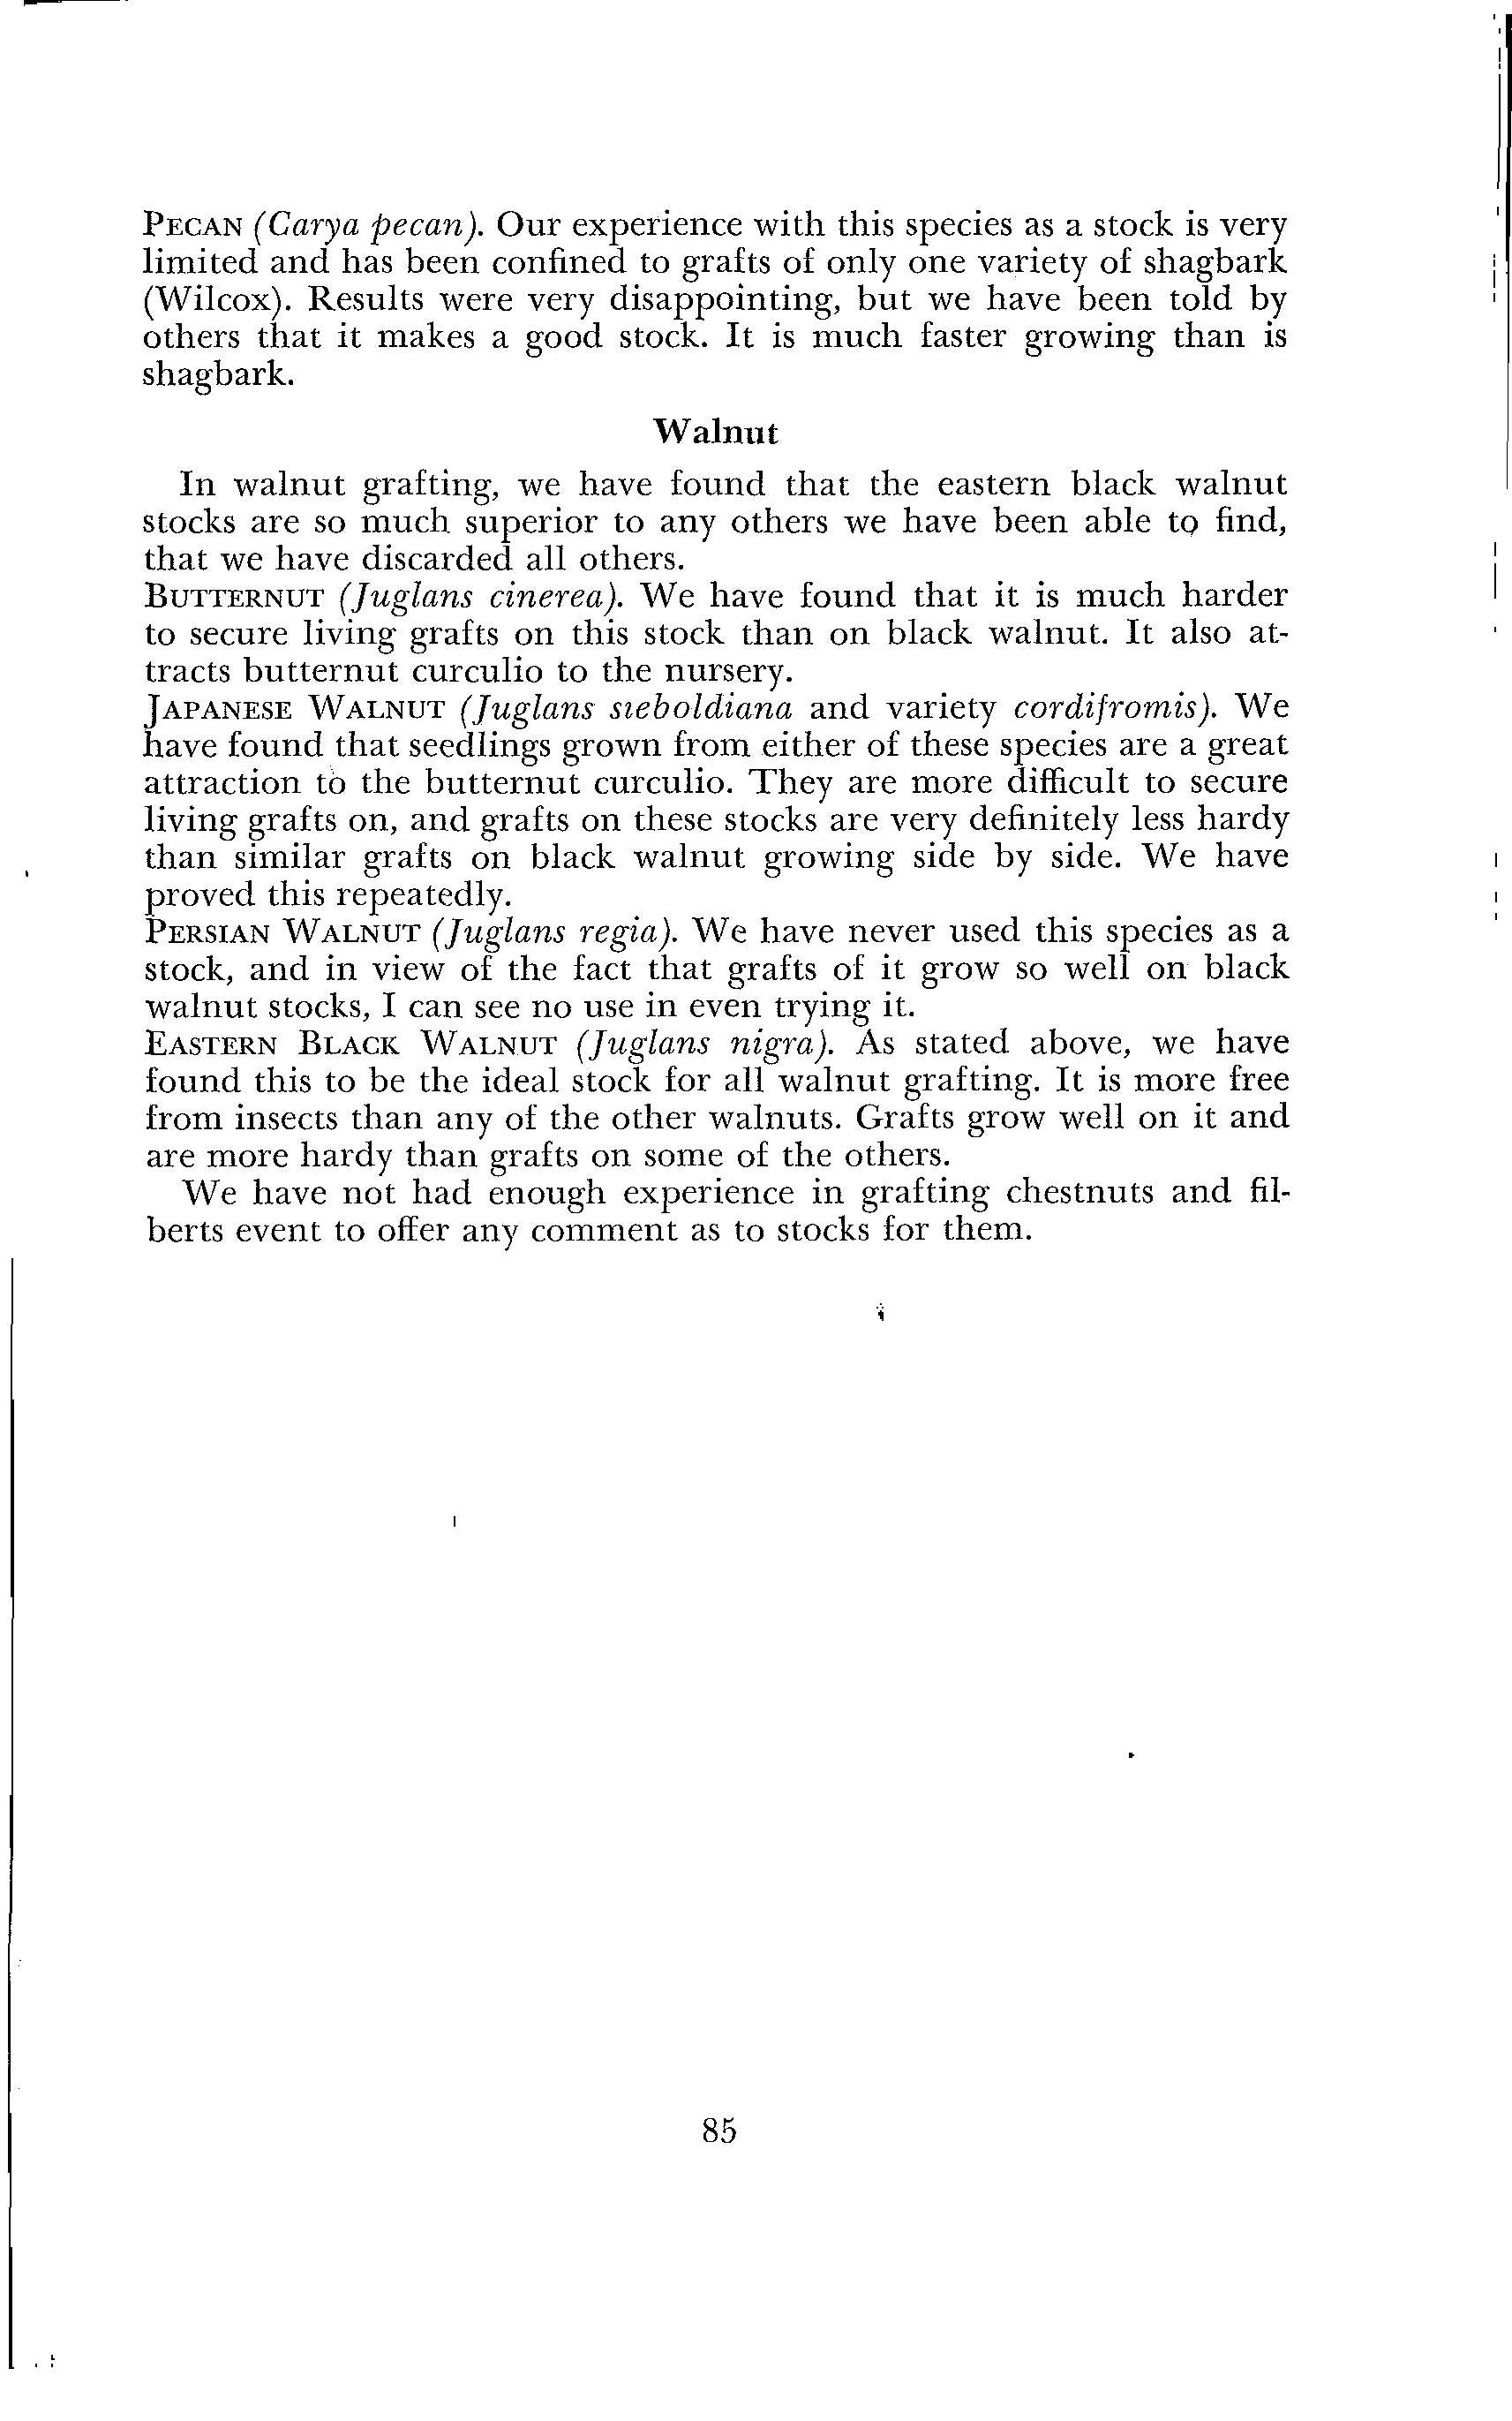 PECAN (Carya pecan). Our experience with this species as a stock is very
limited and has been confined to grafts of only one variety of shagbark
(Wilcox). Results were very disappointing, but we have been told by
others that it makes a good stock. It is much faster growing than is
shagbark.
Walnut
In walnut grafting, we have found that the eastern black walnut
stocks are so much superior to any others we have been able to find,
that we have discarded all others.
BUTTERNUT (Juglans cinerea). We have found that it is much harder
to secure living grafts on this stock than on black walnut. It also at-
tracts butternut curculio to the nursery.
JAPANESE WALNUT (Juglans sieboldiana and variety cordifromis). We
have found that seedlings grown from either of these species are a great
attraction to the butternut curculio. They are more difficult to secure
living grafts on, and grafts on these stocks are very definitely less hardy
than similar grafts on black walnut growing side by side. We have
proved this repeatedly.
PERSIAN WALNUT (Juglans regia). We have never used this species as a
stock, and in view of the fact that grafts of it grow so well on black
walnut stocks, I can see no use in even trying it.
EASTERN BLACK WALNUT (Juglans nigra). As stated above, we have
found this to be the ideal stock for all walnut grafting. It is more free
from insects than any of the other walnuts. Grafts grow well on it and
are more hardy than grafts on some of the others.
We have not had enough experience in grafting chestnuts and fil-
berts event to offer any comment as to stocks for them.
85